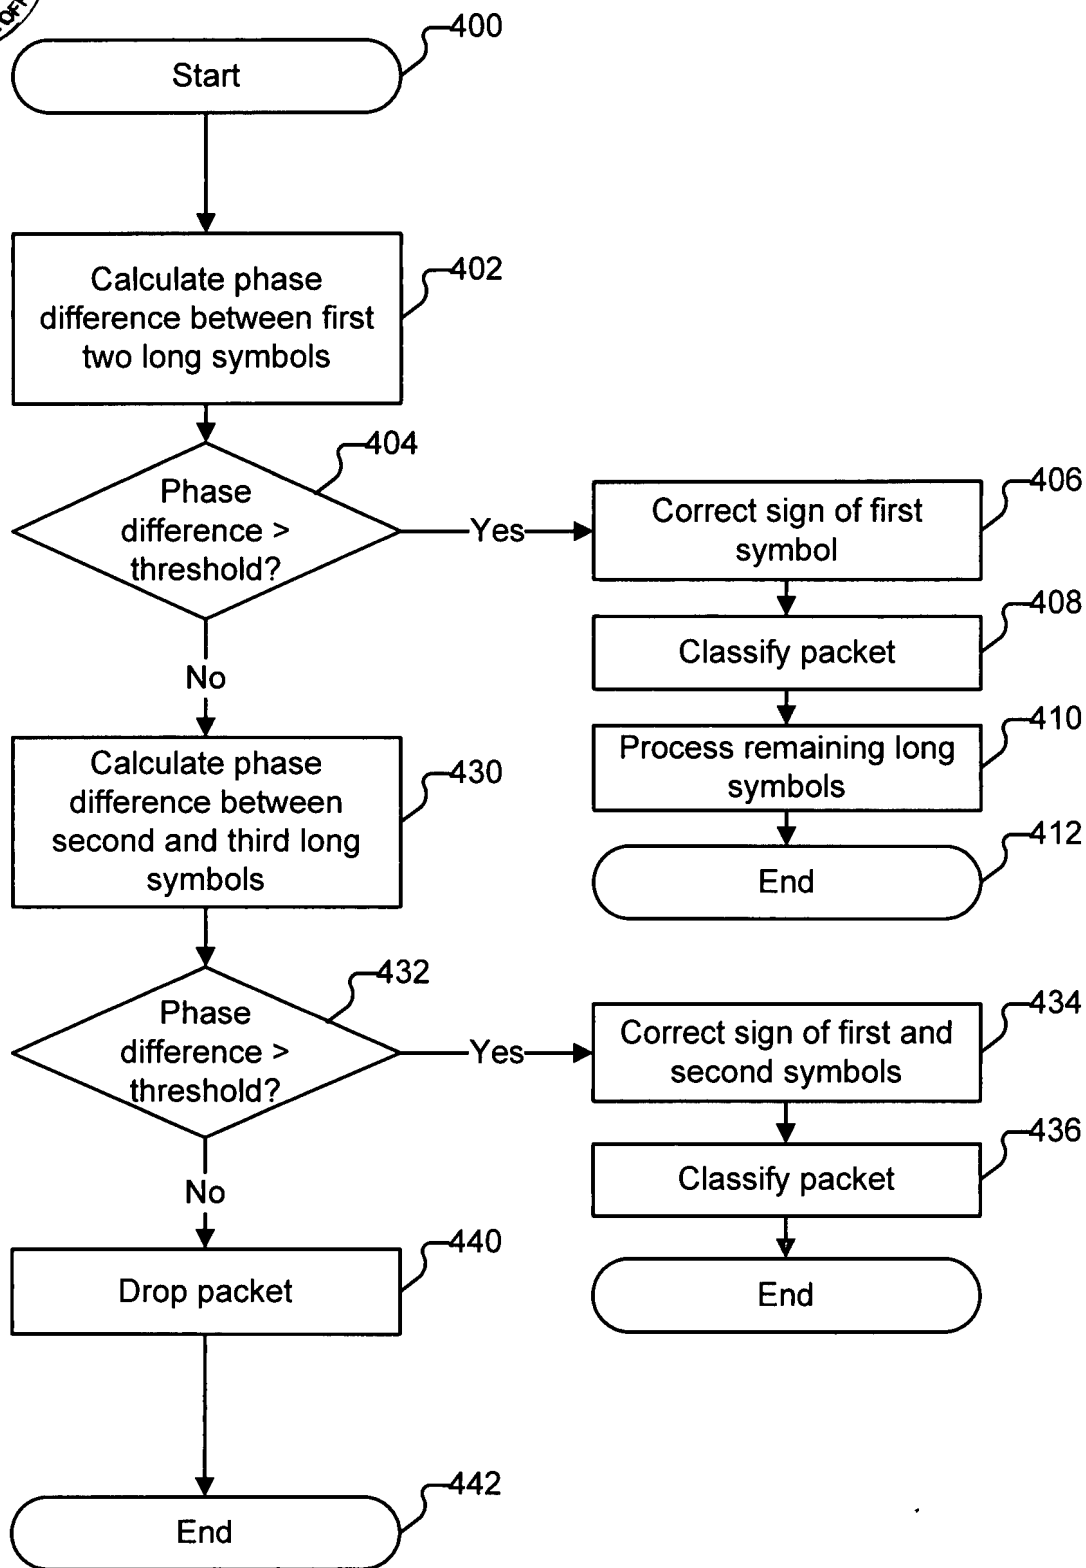 400
Start
402
Calculate phase
difference between first
two long symbols
404
Phase
difference >
threshold?
Yes
406
Correct sign of first
symbol
408
Classify packet
410
Process remaining long
symbols
412
End
No
430
Calculate phase
difference between
second and third long
symbols
432
Phase
difference >
threshold?
Yes
434
Correct sign of first and
second symbols
436
Classify packet
End
No
440
Drop packet
442
End